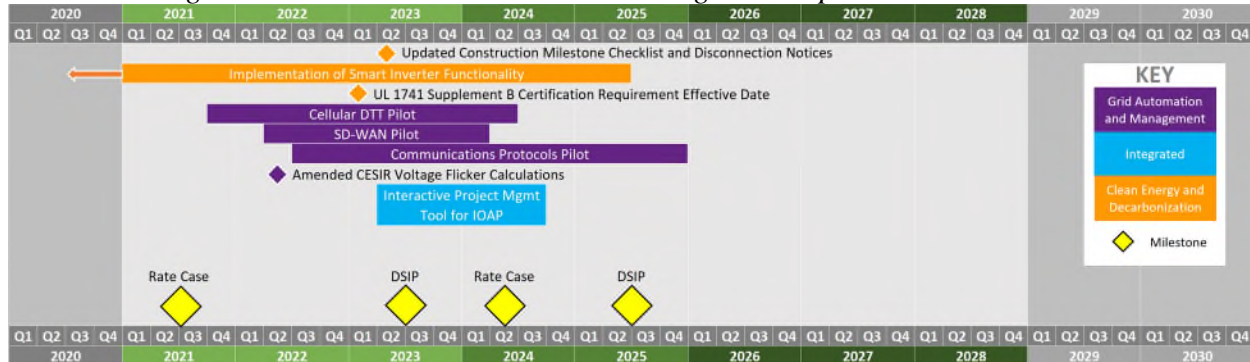 2020 2021 2022 2023 2024 2025 2026 2027 2028 2029 2030
Q1 Q2 Q3 Q4 Q1 Q2 Q3 Q4 Q1 Q2 Q3 Q4 Q1 Q2 Q3 Q4 Q1 Q2 Q3 Q4 Q1 Q2 Q3 Q4 Q1 Q2 Q3 Q4 Q1 Q2 Q3 Q4 Q1 Q2 Q3 Q4 Q1 Q2 Q3 Q4 Q1 Q2 Q3 Q4
Updated Construction Milestone Checklist and Disconnection Notices
Implementation of Smart Inverter Functionality
UL 1741 Supplement B Certification Requirement Effective Date
Cellular DTT Pilot
SD-WAN Pilot
Communications Protocols Pilot
Amended CESIR Voltage Flicker Calculations
Interactive Project Mgmt
Tool for IOAP
KEY
Grid Automation
and Management
Integrated
Clean Energy and
Decarbonization
Milestone
Rate Case DSIP Rate Case DSIP
Q1 Q2 Q3 Q4 Q1 Q2 Q3 Q4 Q1 Q2 Q3 Q4 Q1 Q2 Q3 Q4 Q1 Q2 Q3 Q4 Q1 Q2 Q3 Q4 Q1 Q2 Q3 Q4 Q1 Q2 Q3 Q4 Q1 Q2 Q3 Q4 Q1 Q2 Q3 Q4 Q1 Q2 Q3 Q4
2020 2021 2022 2023 2024 2025 2026 2027 2028 2029 2030